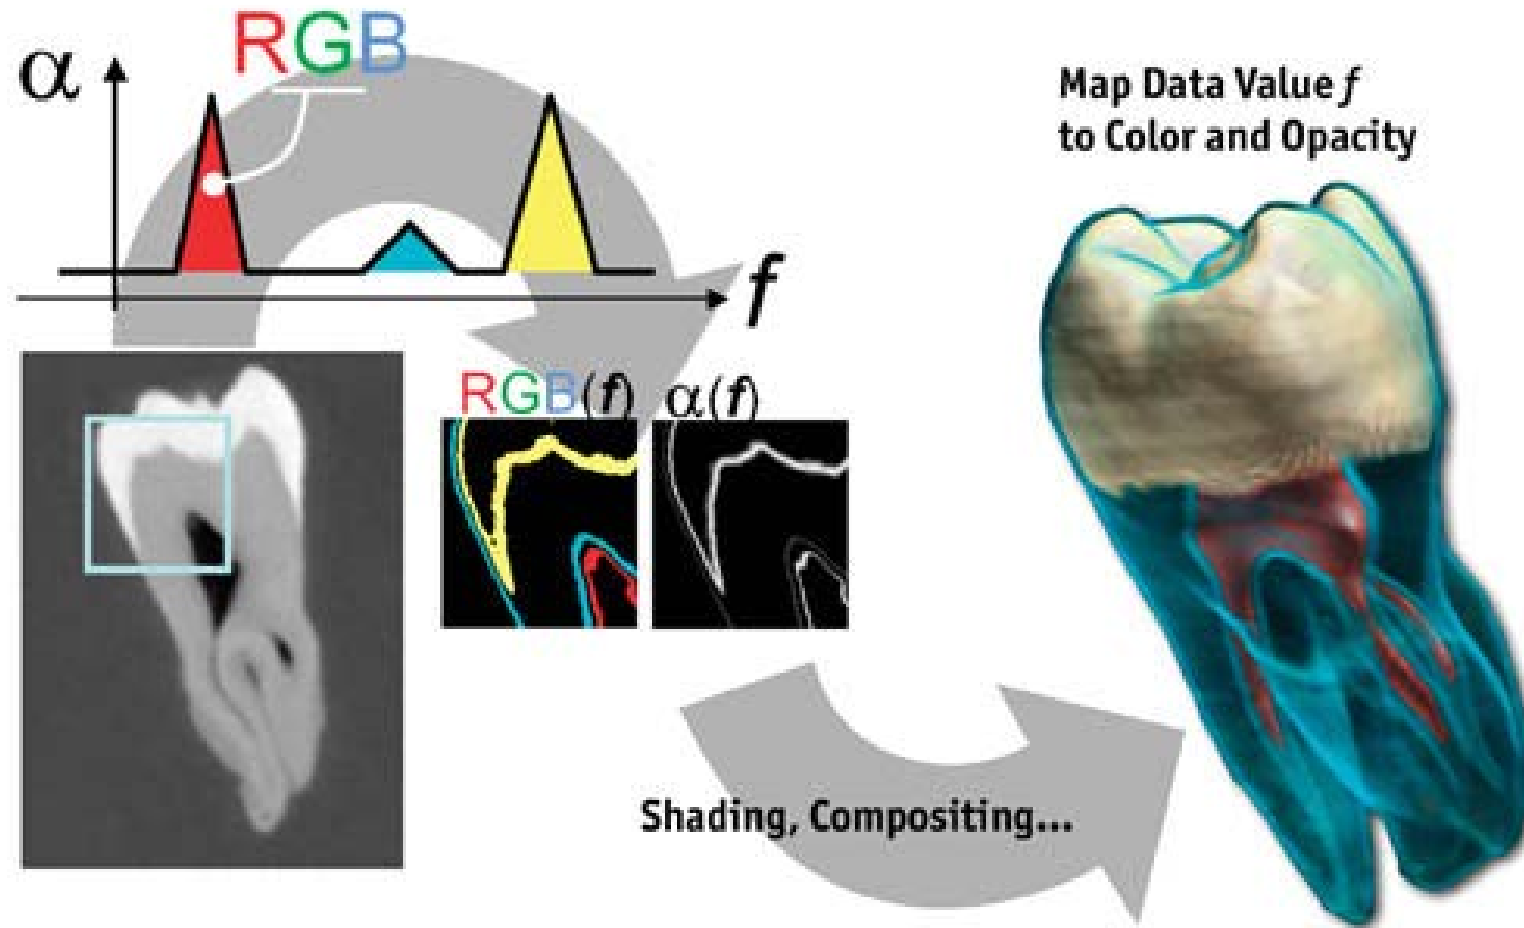 RGB
α
Map Data Value f
to Color and Opacity
f
RGB(f) α(f)
Shading, Compositing...